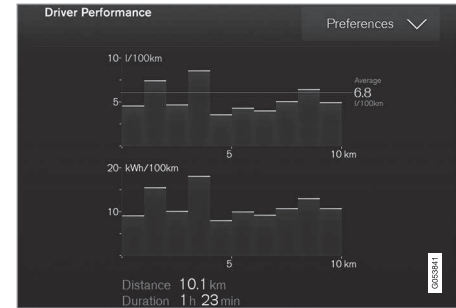 Driver Performance
Preferences
10- l/100km
Average
6.8
l/100km
5-
5 10 km
20- kWh/100km
10-
5 10 km
Distance 10.1 km
Duration 1 h 23 min
G053841